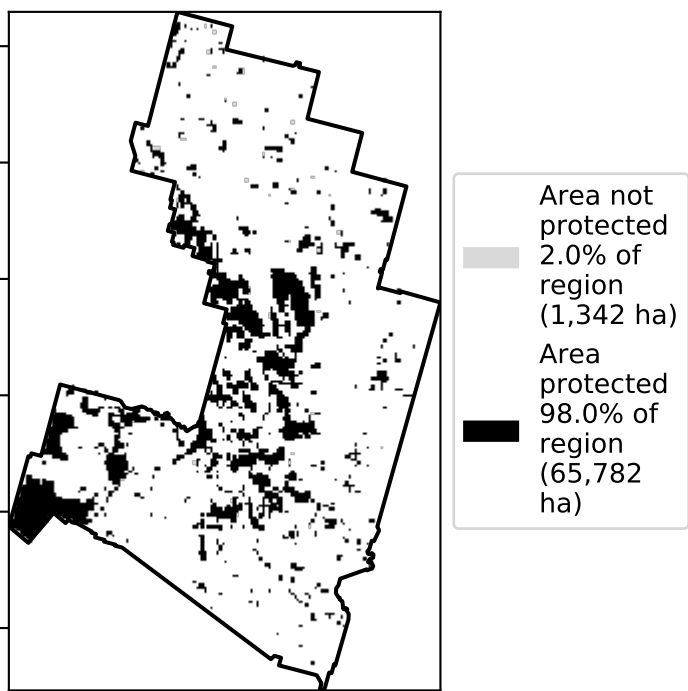 Area not
protected
2.0% of
region
(1,342 ha)
Area
protected
98.0% of
region
(65,782
ha)